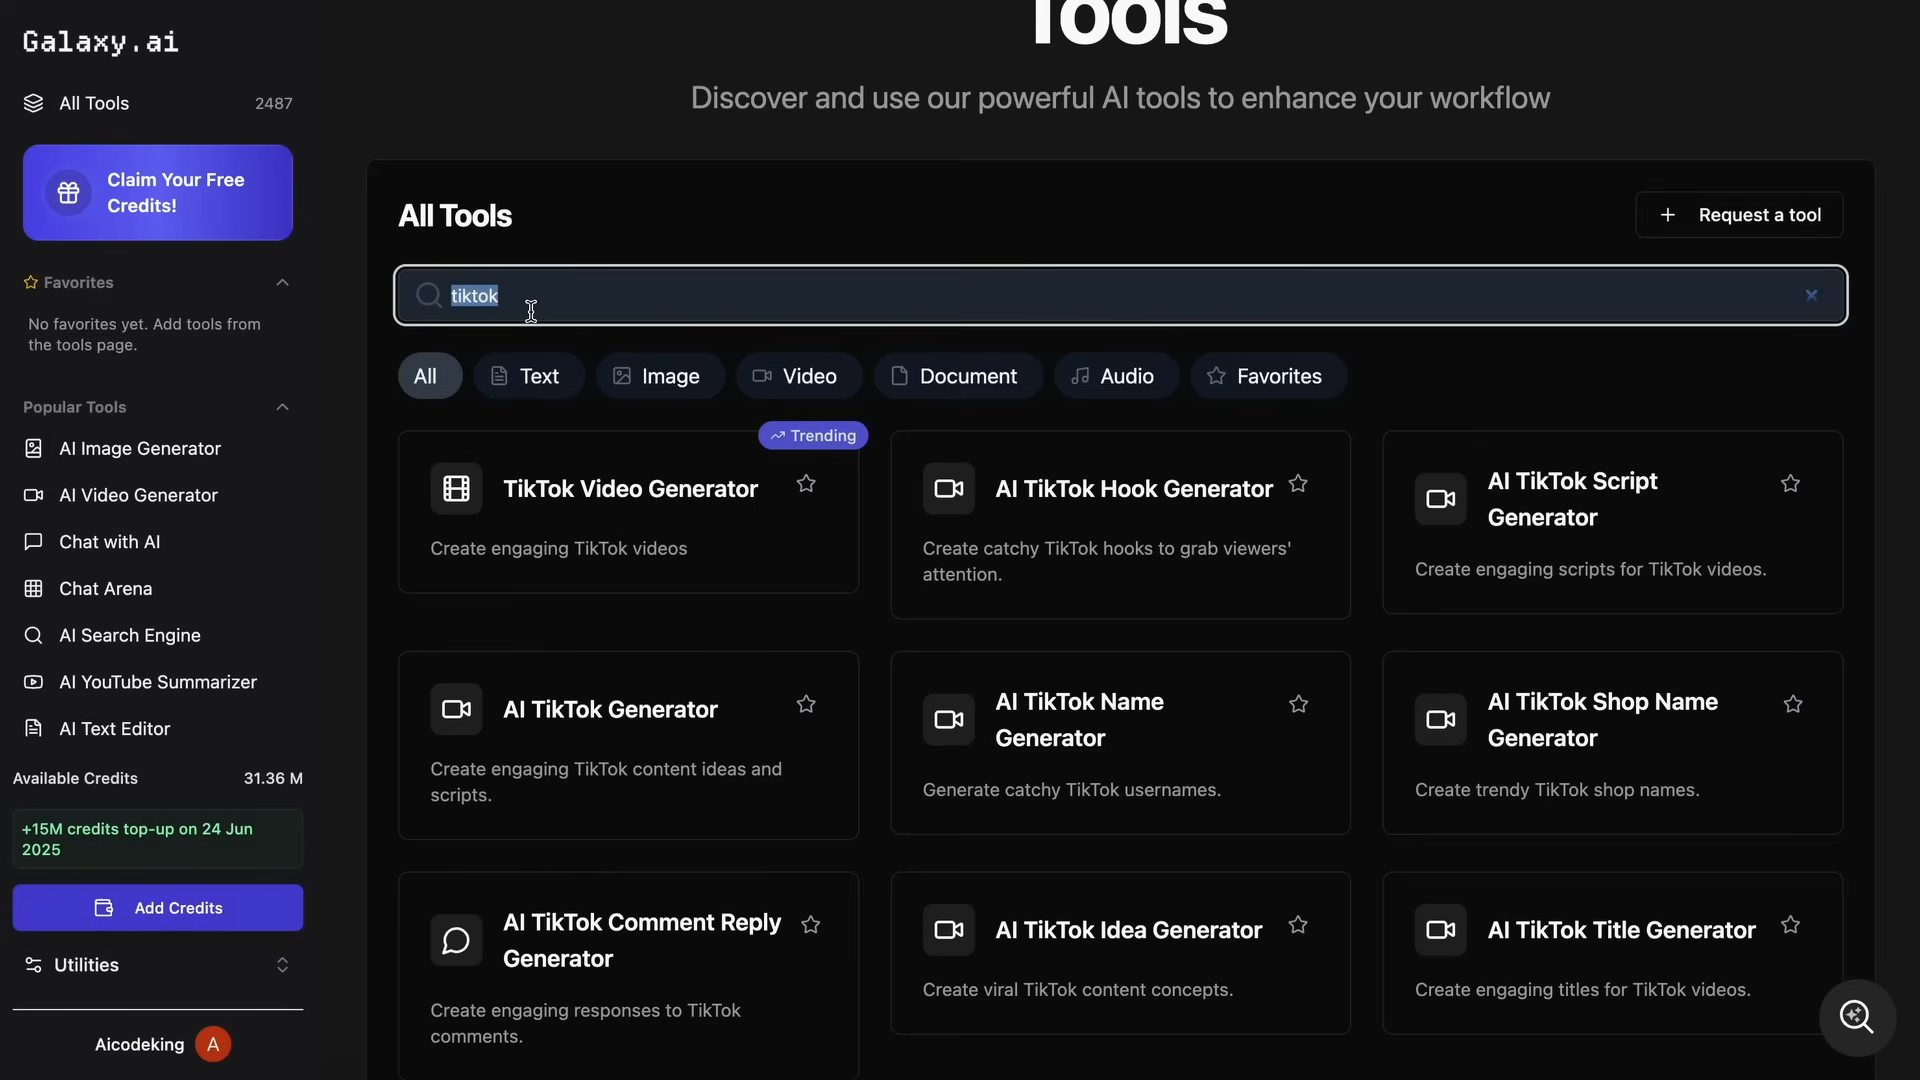 Galaxy.ai
All Tools 2487
Claim Your Free
Credits!
Favorites
No favorites yet. Add tools from
the tools page.
Popular Tools
AI Image Generator
AI Video Generator
Chat with AI
Chat Arena
AI Search Engine
AI YouTube Summarizer
AI Text Editor
Available Credits 31.36 M
+15M credits top-up on 24 Jun
2025
Add Credits
Utilities
Aicodeking A
Tools
Discover and use our powerful AI tools to enhance your workflow
All Tools
+ Request a tool
tiktok
All Text Image Video Document Audio Favorites
Trending
TikTok Video Generator
Create engaging TikTok videos
AI TikTok Hook Generator
Create catchy TikTok hooks to grab viewers'
attention.
AI TikTok Script
Generator
Create engaging scripts for TikTok videos.
AI TikTok Generator
Create engaging TikTok content ideas and
scripts.
AI TikTok Name
Generator
Generate catchy TikTok usernames.
AI TikTok Shop Name
Generator
Create trendy TikTok shop names.
AI TikTok Comment Reply
Generator
Create engaging responses to TikTok
comments.
AI TikTok Idea Generator
Create viral TikTok content concepts.
AI TikTok Title Generator
Create engaging titles for TikTok videos.